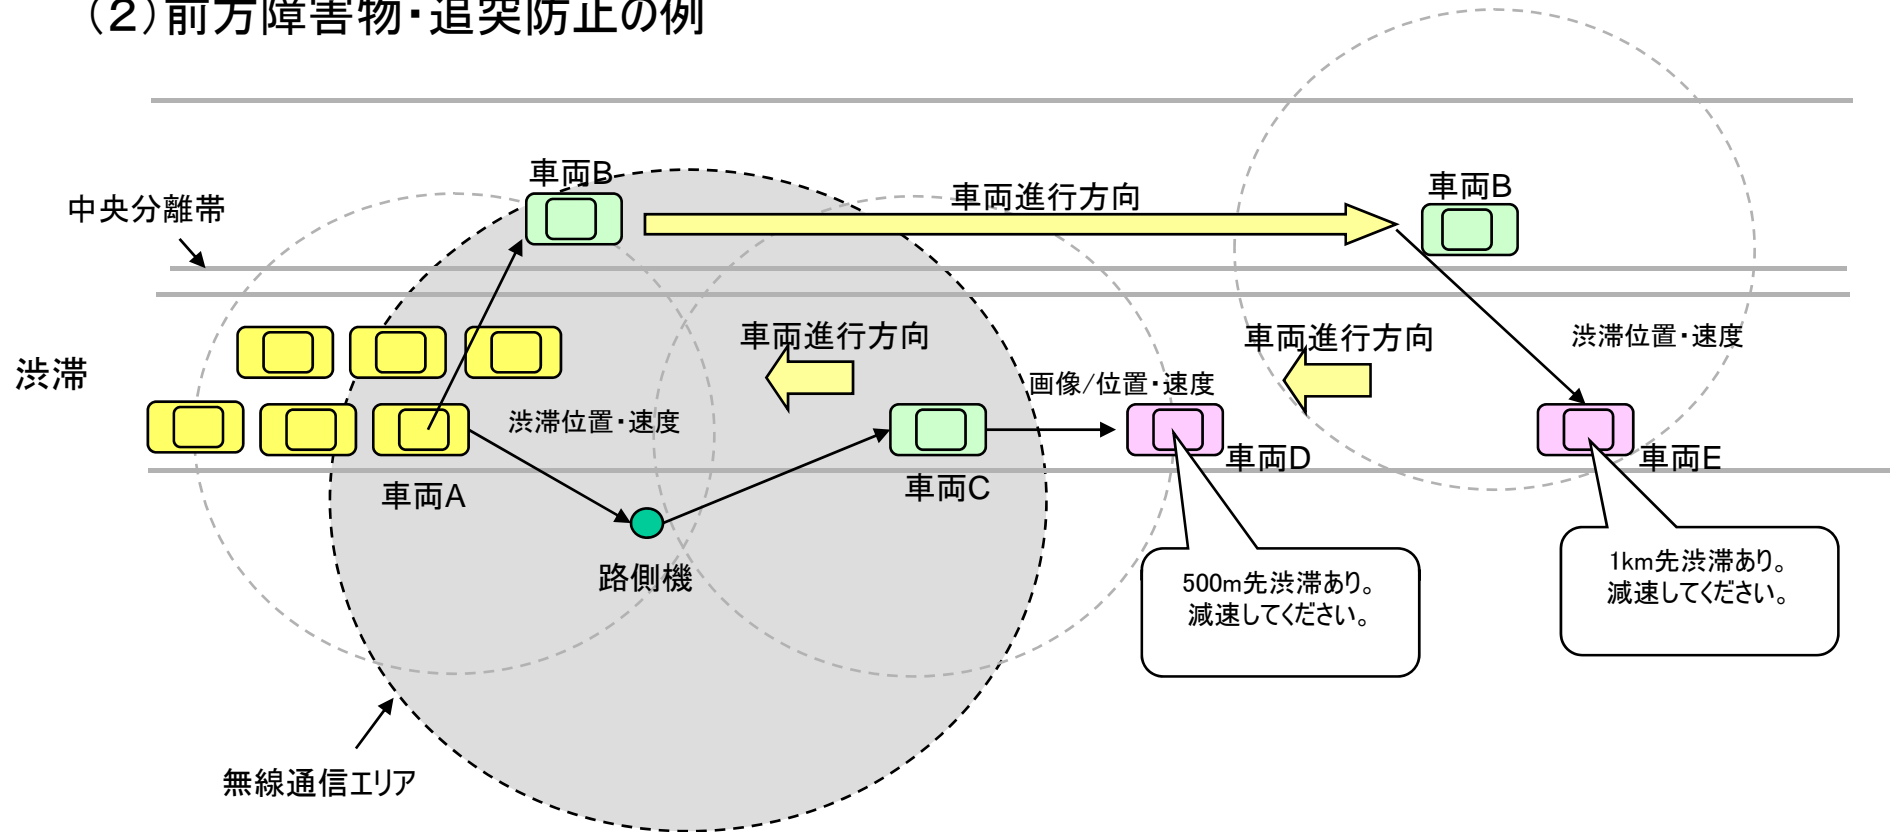 （２）前方障害物・追突防止の例
車両B
車両進行方向
車両B
中央分離帯
車両進行方向
車両進行方向
渋滞位置・速度
渋滞
画像/位置・速度
渋滞位置・速度
車両A
車両C
車両D
車両E
路側機
500m先渋滞あり。
減速してください。
1km先渋滞あり。
減速してください。
無線通信エリア